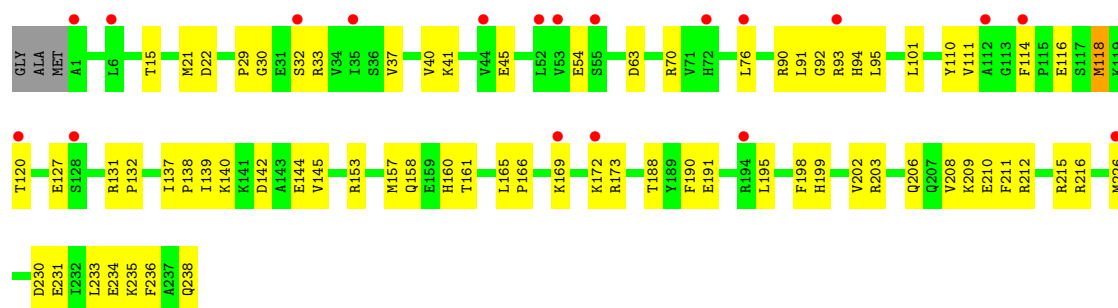 GLY ALA MET A1 L6 T15 M21 D22 P29 G30 E31 S32 R33 V34 I35 S36 V37 V40 K41 V44 E45 L52 V53 E54 S55 D63 R70 V71 H72 L76 R90 L91 G92 R93 H94 L95 L101 Y110 V111 A112 G113 F114 P115 E116 S117 M118 K119
T120 E127 S128 R131 P132 I137 P138 I139 K140 K141 D142 A143 E144 V145 R153 M157 Q158 E159 H160 T161 L165 P166 K169 K172 R173 T188 Y189 F190 E191 R194 L195 F198 H199 V202 R203 Q206 Q207 V208 K209 E210 F211 R212 R215 R216 M226
D230 E231 I232 L233 E234 K235 F236 A237 Q238